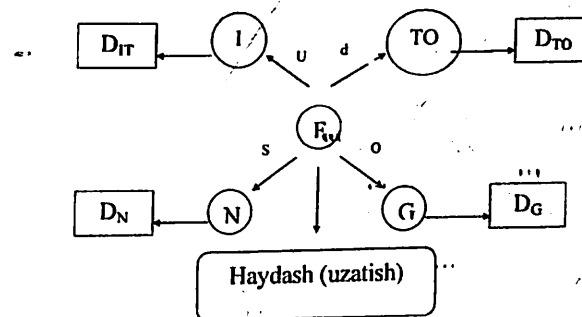 D_IT I U d TO D_TO
S O
D_N N G D_G
Haydash (uzatish)